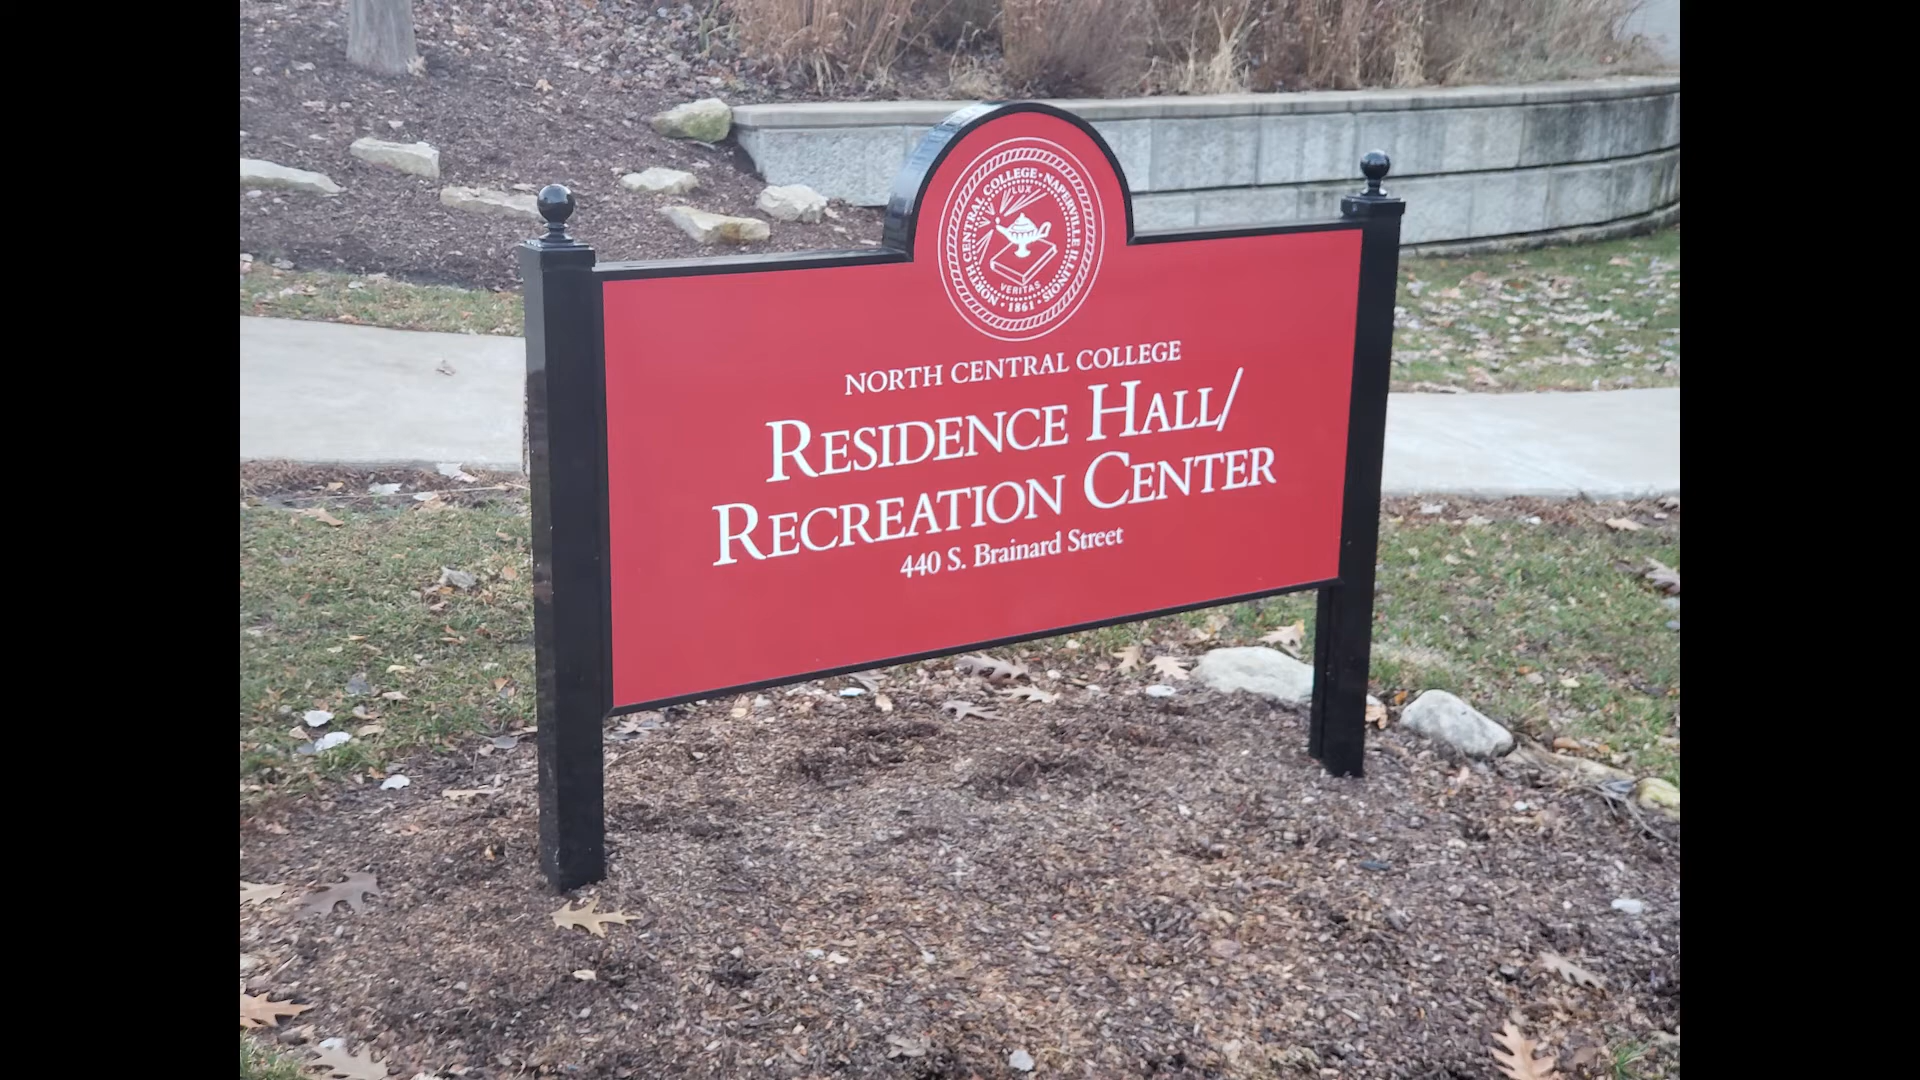 NORTH CENTRAL COLLEGE · NAPERVILLE, ILLINOIS
LUX
VERITAS
· 1861 ·
NORTH CENTRAL COLLEGE
RESIDENCE HALL/
RECREATION CENTER
440 S. Brainard Street